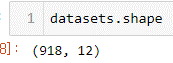 1 datasets.shape
8]: (918, 12)